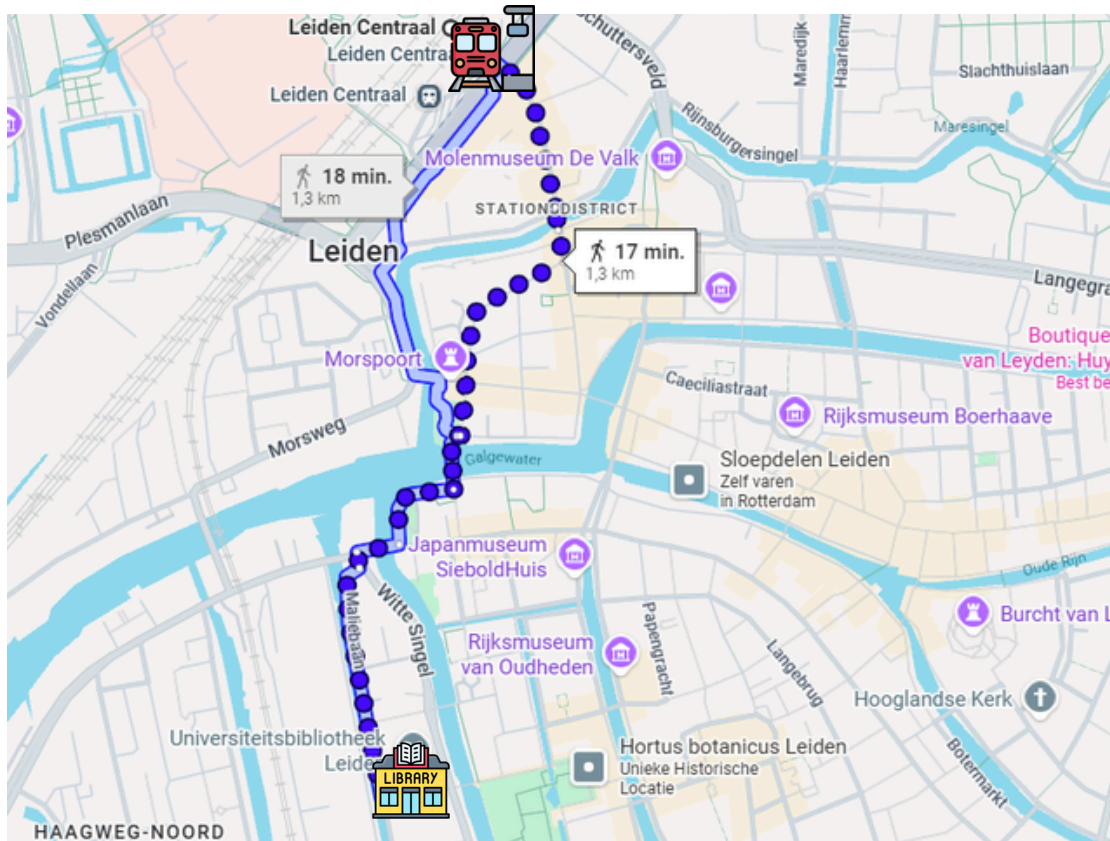 Leiden Centraal
Leiden
Leiden Centraal
Schuttersveld
Maredijk
Haarlemm
Slachthuislaan
Maresingel
Rijnsburgersingel
Molenmuseum De Valk
18 min.
1,3 km
STATIONSDISTRICT
Plesmanlaan
Leiden
17 min.
1,3 km
Vondellaan
Langegra
Boutique
van Leyden: Huy
Best be
Morspoort
Caeciliastraat
Rijksmuseum Boerhaave
Morsweg
Galgewater
Sloepdelen Leiden
Zelf varen
in Rotterdam
Japanmuseum
SieboldHuis
Oude Rijn
Maliebaan
Witte Singel
Burcht van L
Rijksmuseum
van Oudheden
Papengracht
Langebrug
Hooglandse Kerk
Universiteitsbibliotheek
Leiden
LIBRARY
Hortus botanicus Leiden
Unieke Historische
Locatie
Botermarkt
HAAGWEG-NOORD